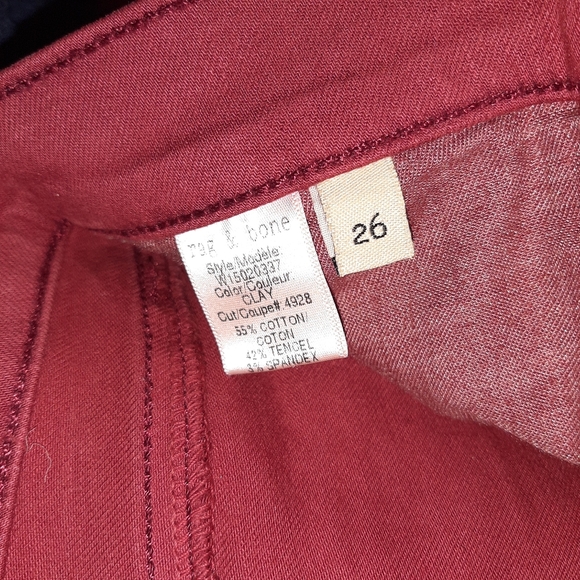 rag & bone
Style/Modele:
W15020337
Color/Couleur:
CLAY
Cut/Coupe#:4928
55% COTTON/
COTON
42% TENCEL
3% SPANDEX
26